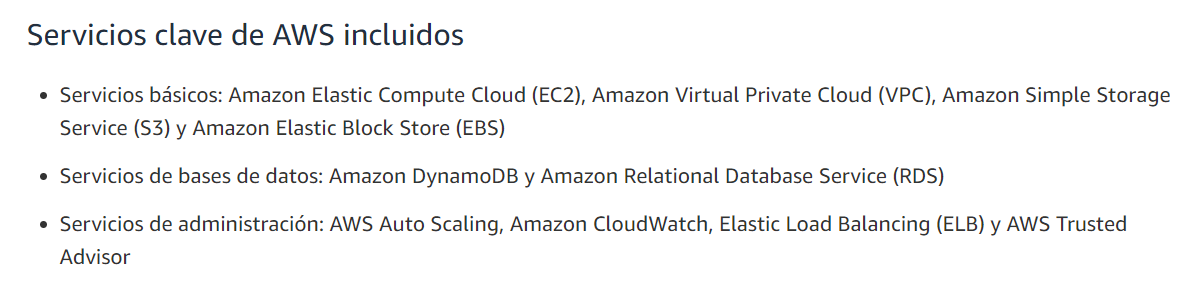 Servicios clave de AWS incluidos
• Servicios básicos: Amazon Elastic Compute Cloud (EC2), Amazon Virtual Private Cloud (VPC), Amazon Simple Storage
Service (S3) y Amazon Elastic Block Store (EBS)
• Servicios de bases de datos: Amazon DynamoDB y Amazon Relational Database Service (RDS)
• Servicios de administración: AWS Auto Scaling, Amazon CloudWatch, Elastic Load Balancing (ELB) y AWS Trusted
Advisor